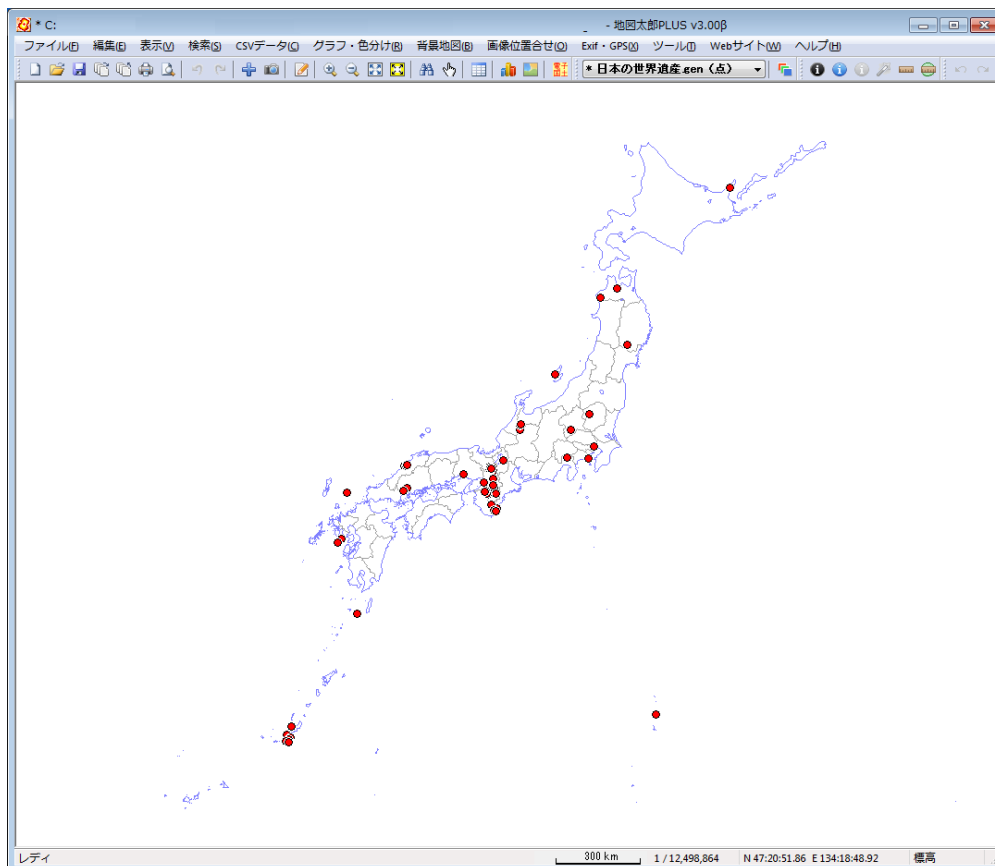 * C: _ - 地図太郎PLUS v3.00β
ファイル(F) 編集(E) 表示(V) 検索(S) CSVデータ(C) グラフ・色分け(R) 背景地図(B) 画像位置合せ(O) Exif・GPS(X) ツール(T) Webサイト(W) ヘルプ(H)
* 日本の世界遺産.gen（点）
レディ 300 km 1 / 12,498,864 N 47:20:51.86 E 134:18:48.92 標高